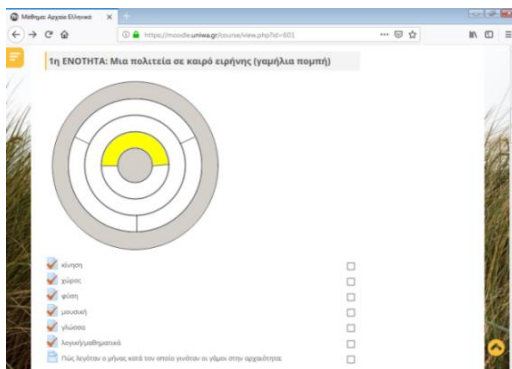 Μάθημα: Αρχαία Ελληνικά
https://moodle.uniwa.gr/course/view.php?id=601
1η ΕΝΟΤΗΤΑ: Μια πολιτεία σε καιρό ειρήνης (γαμήλια πομπή)
κίνηση
χώρος
φύση
μουσική
γλώσσα
λογική/μαθηματικά
Πώς λεγόταν ο μήνας κατά τον οποίο γινόταν οι γάμοι στην αρχαιότητα;